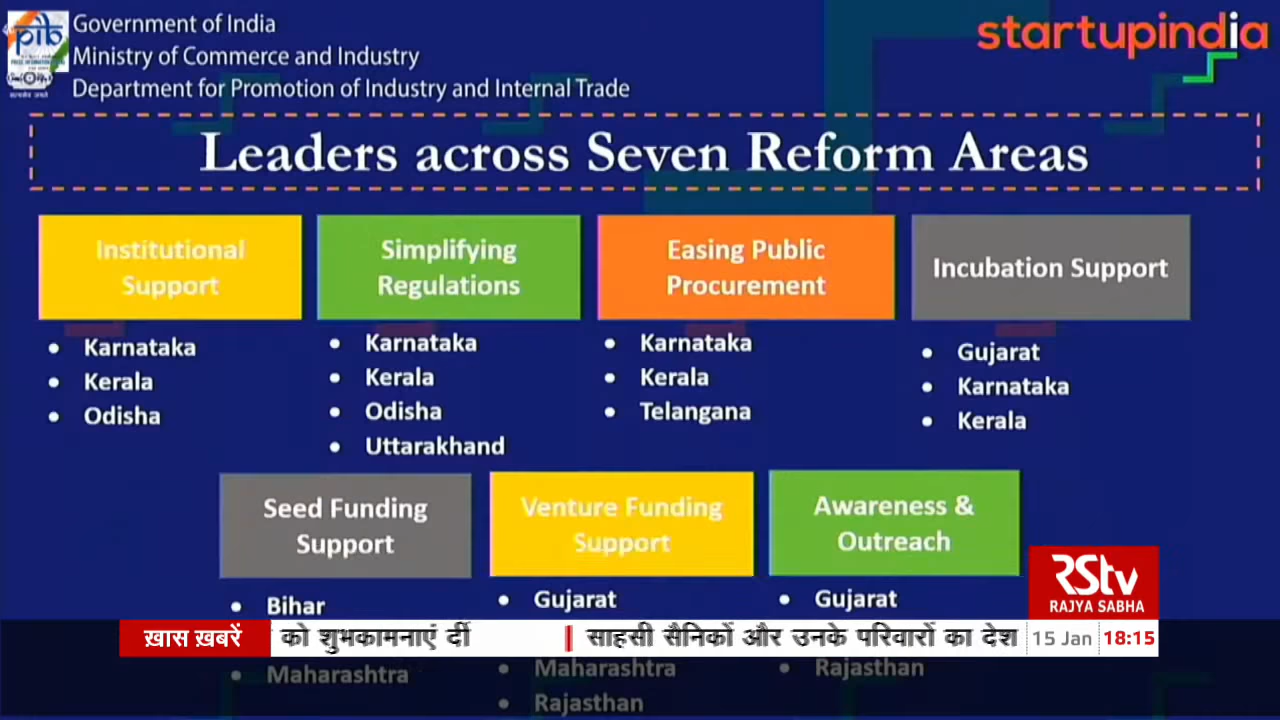 Government of India
Ministry of Commerce and Industry
Department for Promotion of Industry and Internal Trade
pib
startupindia
Leaders across Seven Reform Areas
Institutional
Support
• Karnataka
• Kerala
• Odisha
Simplifying
Regulations
• Karnataka
• Kerala
• Odisha
• Uttarakhand
Easing Public
Procurement
• Karnataka
• Kerala
• Telangana
Incubation Support
• Gujarat
• Karnataka
• Kerala
Seed Funding
Support
• Bihar
• Maharashtra
Venture Funding
Support
• Gujarat
• Maharashtra
• Rajasthan
Awareness &
Outreach
• Gujarat
• Rajasthan
RStv
RAJYA SABHA
ख़ास ख़बरें को शुभकामनाएं दीं | साहसी सैनिकों और उनके परिवारों का देश 15 Jan 18:15